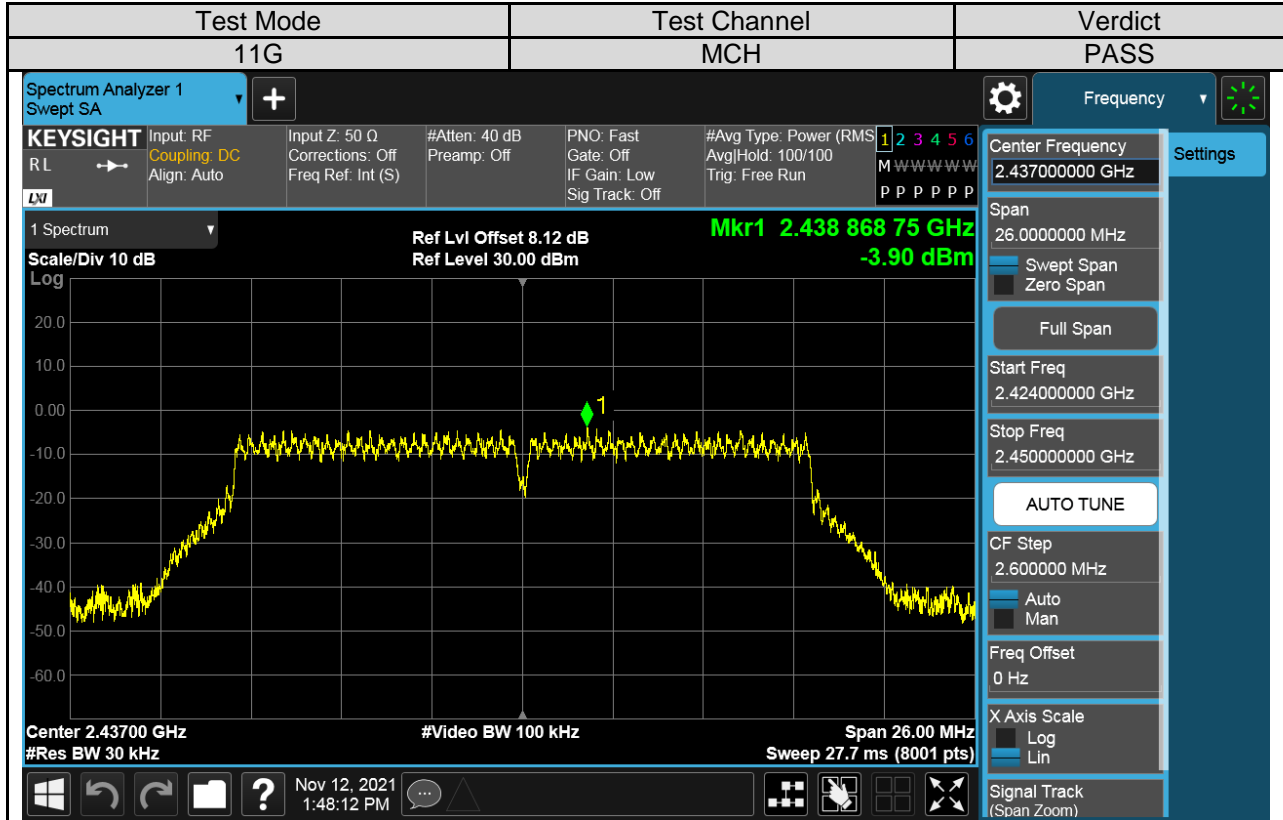 Test Mode Test Channel Verdict
11G MCH PASS
Spectrum Analyzer 1
Swept SA
+
Frequency
KEYSIGHT
RL
LXI
Input: RF
Coupling: DC
Align: Auto
Input Z: 50 Ω
Corrections: Off
Freq Ref: Int (S)
#Atten: 40 dB
Preamp: Off
PNO: Fast
Gate: Off
IF Gain: Low
Sig Track: Off
#Avg Type: Power (RMS
Avg|Hold: 100/100
Trig: Free Run
1 2 3 4 5 6
M W W W W W
P P P P P P
1 Spectrum
Scale/Div 10 dB
Log
Ref Lvl Offset 8.12 dB
Ref Level 30.00 dBm
Mkr1 2.438 868 75 GHz
-3.90 dBm
20.0
10.0
0.00
-10.0
-20.0
-30.0
-40.0
-50.0
-60.0
1
Center 2.43700 GHz
#Res BW 30 kHz
#Video BW 100 kHz
Span 26.00 MHz
Sweep 27.7 ms (8001 pts)
?
Nov 12, 2021
1:48:12 PM
Center Frequency
2.437000000 GHz
Settings
Span
26.0000000 MHz
Swept Span
Zero Span
Full Span
Start Freq
2.424000000 GHz
Stop Freq
2.450000000 GHz
AUTO TUNE
CF Step
2.600000 MHz
Auto
Man
Freq Offset
0 Hz
X Axis Scale
Log
Lin
Signal Track
(Span Zoom)